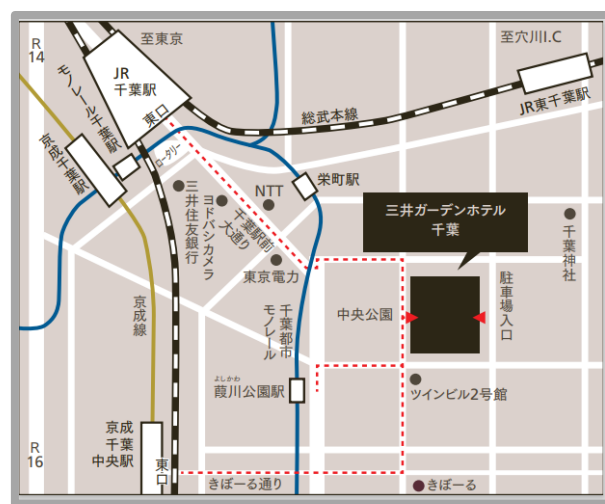 R
14
至東京
至穴川I.C
JR
千葉駅
東口
モノレール千葉駅
京成千葉駅
ロータリー
総武本線
JR東千葉駅
栄町駅
NTT
三井住友銀行
ヨドバシカメラ
千葉駅前
大通り
東京電力
三井ガーデンホテル
千葉
千葉神社
駐車場入口
中央公園
京成線
千葉都市
モノレール
よしかわ
葭川公園駅
ツインビル2号館
R
16
京成
千葉
中央駅
東口
きぼーる通り
きぼーる